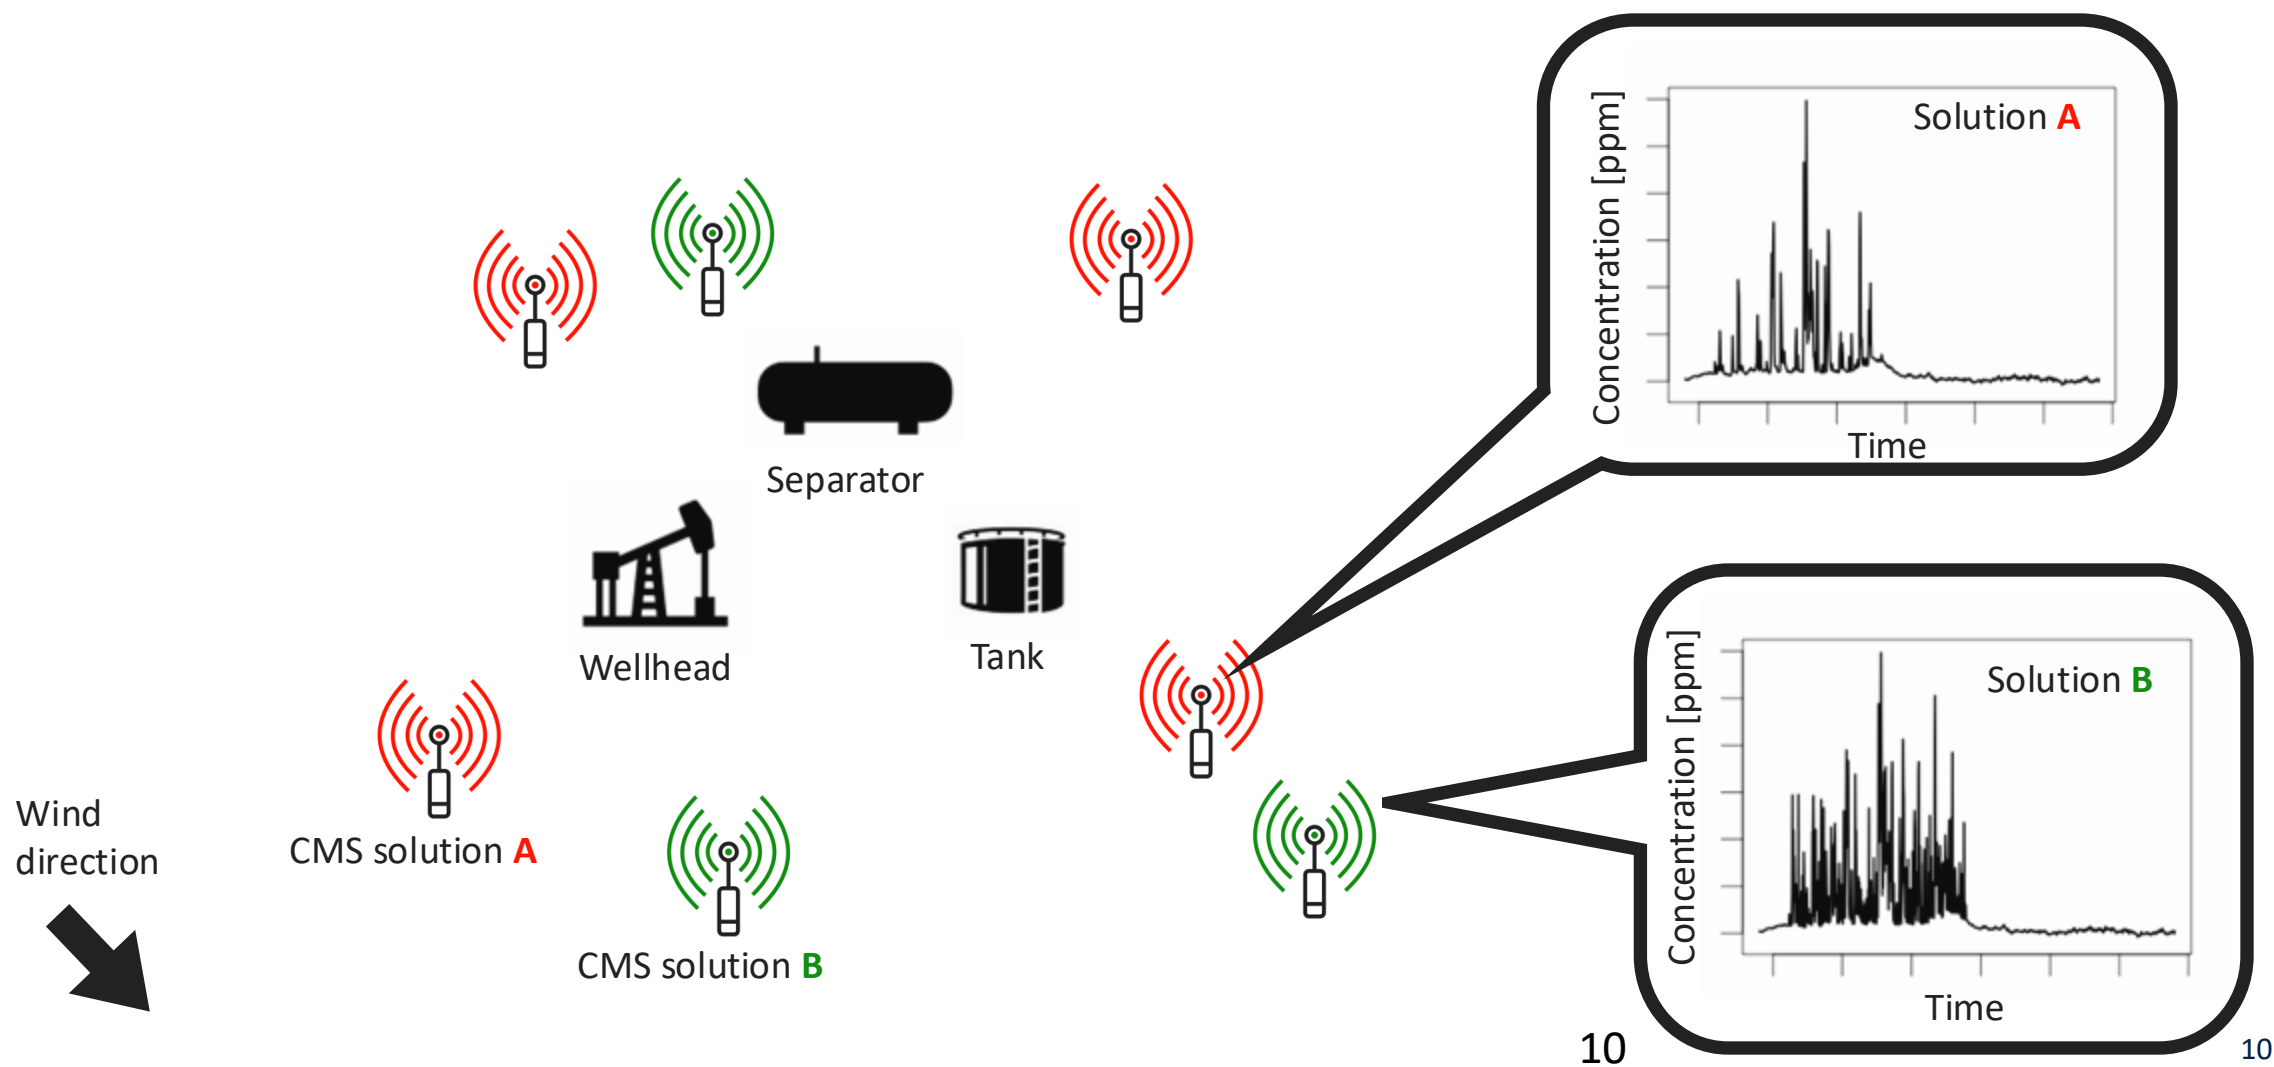 Concentration [ppm]
Solution A
Time
Separator
Wellhead
Tank
Concentration [ppm]
Solution B
Time
Wind
direction
CMS solution A
CMS solution B
10
10